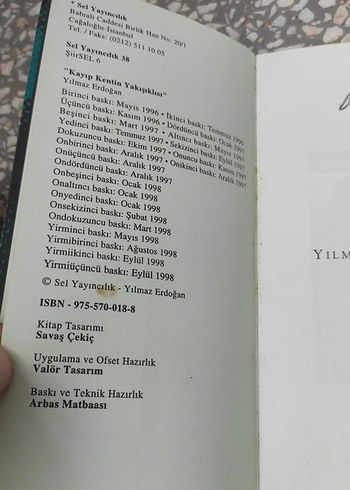 * Sel Yayıncılık
Babıali Caddesi Birlik Han No: 20/1
Cağaloğlu-İstanbul
Tel. / Faks: (0212) 511 10 05
Sel Yayıncılık 38
ŞiirSEL 6
"Kayıp Kentin Yakışıklısı"
Yılmaz Erdoğan
Birinci baskı: Mayıs 1996 • İkinci baskı: Temmuz 1996
Üçüncü baskı: Kasım 1996 • Dördüncü baskı: Ocak 1997
Beşinci baskı: Mart 1997 • Altıncı baskı: Mayıs 1997
Yedinci baskı: Temmuz 1997 • Sekizinci baskı: Eylül 1997
Dokuzuncu baskı: Ekim 1997 • Onuncu baskı: Kasım 1997
Onbirinci baskı: Aralık 1997 • Onikinci baskı: Aralık 1997
Onüçüncü baskı: Aralık 1997
Ondördüncü baskı: Aralık 1997
Onbeşinci baskı: Ocak 1998
Onaltıncı baskı: Ocak 1998
Onyedinci baskı: Ocak 1998
Onsekizinci baskı: Şubat 1998
Ondokuzuncu baskı: Mart 1998
Yirminci baskı: Mayıs 1998
Yirmibirinci baskı: Ağustos 1998
Yirmiikinci baskı: Eylül 1998
Yirmiüçüncü baskı: Eylül 1998
© Sel Yayıncılık - Yılmaz Erdoğan
ISBN - 975-570-018-8
Kitap Tasarımı
Savaş Çekiç
Uygulama ve Ofset Hazırlık
Valör Tasarım
Baskı ve Teknik Hazırlık
Arbas Matbaası
YILM